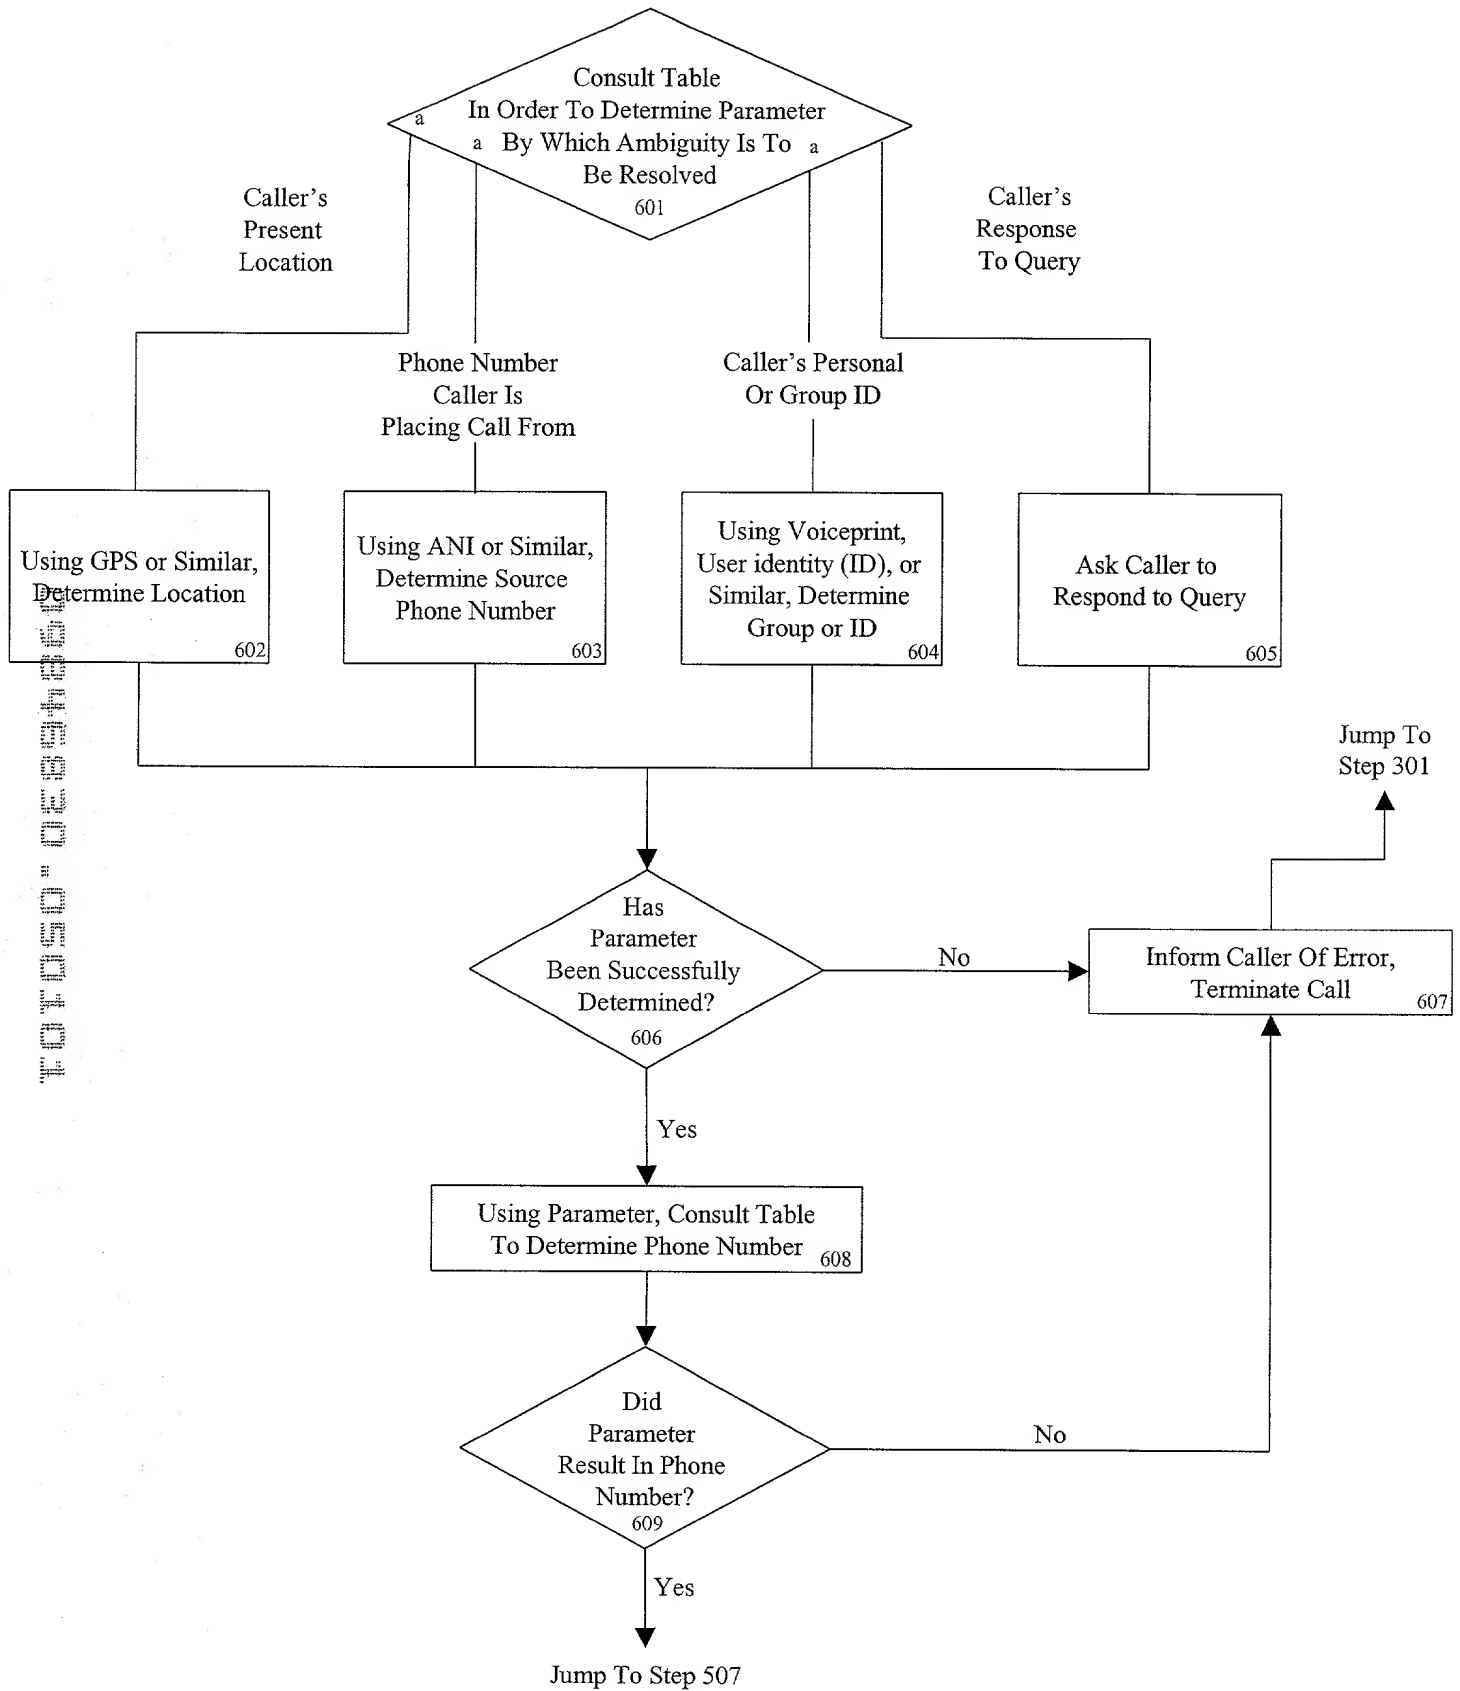 Consult Table
In Order To Determine Parameter
By Which Ambiguity Is To
Be Resolved
601
a
a
a
Caller's
Present
Location
Caller's
Response
To Query
Phone Number
Caller Is
Placing Call From
Caller's Personal
Or Group ID
Using GPS or Similar,
Determine Location
602
Using ANI or Similar,
Determine Source
Phone Number
603
Using Voiceprint,
User identity (ID), or
Similar, Determine
Group or ID
604
Ask Caller to
Respond to Query
605
Jump To
Step 301
Has
Parameter
Been Successfully
Determined?
606
No
Inform Caller Of Error,
Terminate Call
607
Yes
Using Parameter, Consult Table
To Determine Phone Number
608
Did
Parameter
Result In Phone
Number?
609
No
Yes
Jump To Step 507